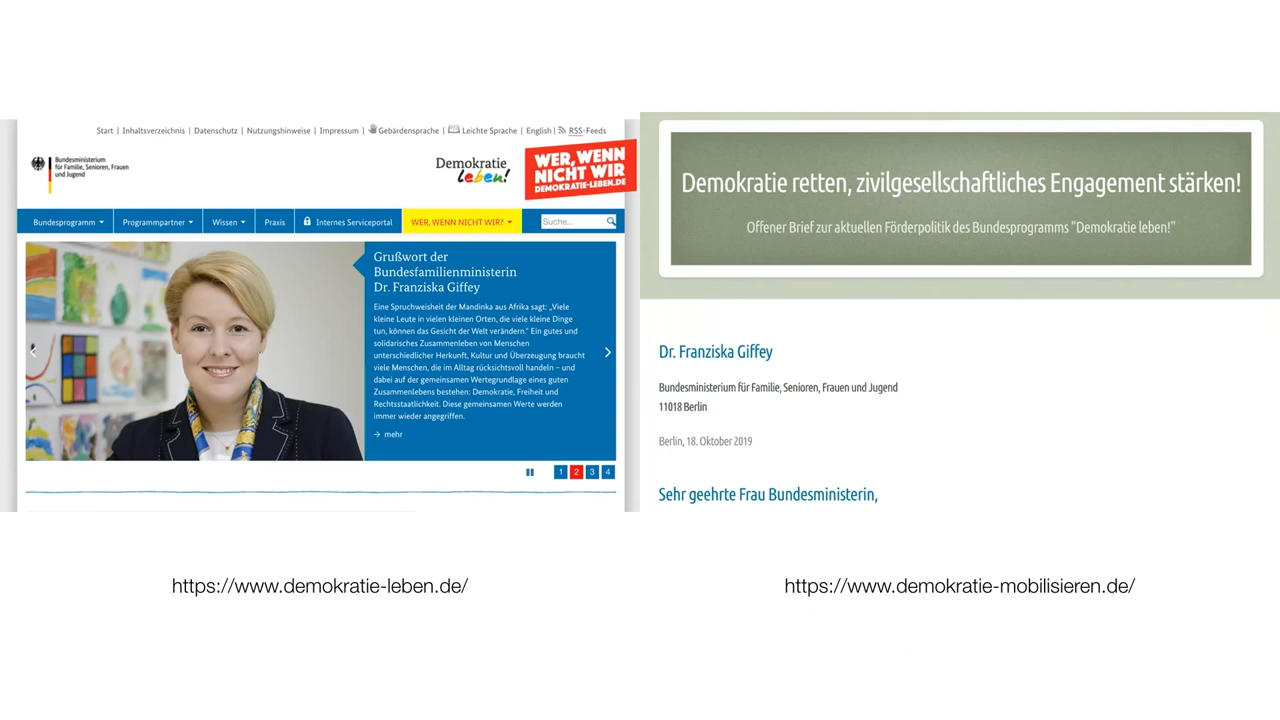 Start | Inhaltsverzeichnis | Datenschutz | Nutzungshinweise | Impressum | Gebärdensprache | Leichte Sprache | English | RSS-Feeds
Bundesministerium
für Familie, Senioren, Frauen
und Jugend
Demokratie
leben!
WER, WENN
NICHT WIR
DEMOKRATIE-LEBEN.DE
Bundesprogramm Programmpartner Wissen Praxis Internes Serviceportal WER, WENN NICHT WIR? Suche...
Grußwort der
Bundesfamilienministerin
Dr. Franziska Giffey
Eine Spruchweisheit der Mandinka aus Afrika sagt: „Viele
kleine Leute in vielen kleinen Orten, die viele kleine Dinge
tun, können das Gesicht der Welt verändern.“ Ein gutes und
solidarisches Zusammenleben von Menschen
unterschiedlicher Herkunft, Kultur und Überzeugung braucht
viele Menschen, die im Alltag rücksichtsvoll handeln – und
dabei auf der gemeinsamen Wertegrundlage eines guten
Zusammenlebens bestehen: Demokratie, Freiheit und
Rechtsstaatlichkeit. Diese gemeinsamen Werte werden
immer wieder angegriffen.
mehr
1 2 3 4
https://www.demokratie-leben.de/
Demokratie retten, zivilgesellschaftliches Engagement stärken!
Offener Brief zur aktuellen Förderpolitik des Bundesprogramms "Demokratie leben!"
Dr. Franziska Giffey
Bundesministerium für Familie, Senioren, Frauen und Jugend
11018 Berlin
Berlin, 18. Oktober 2019
Sehr geehrte Frau Bundesministerin,
https://www.demokratie-mobilisieren.de/